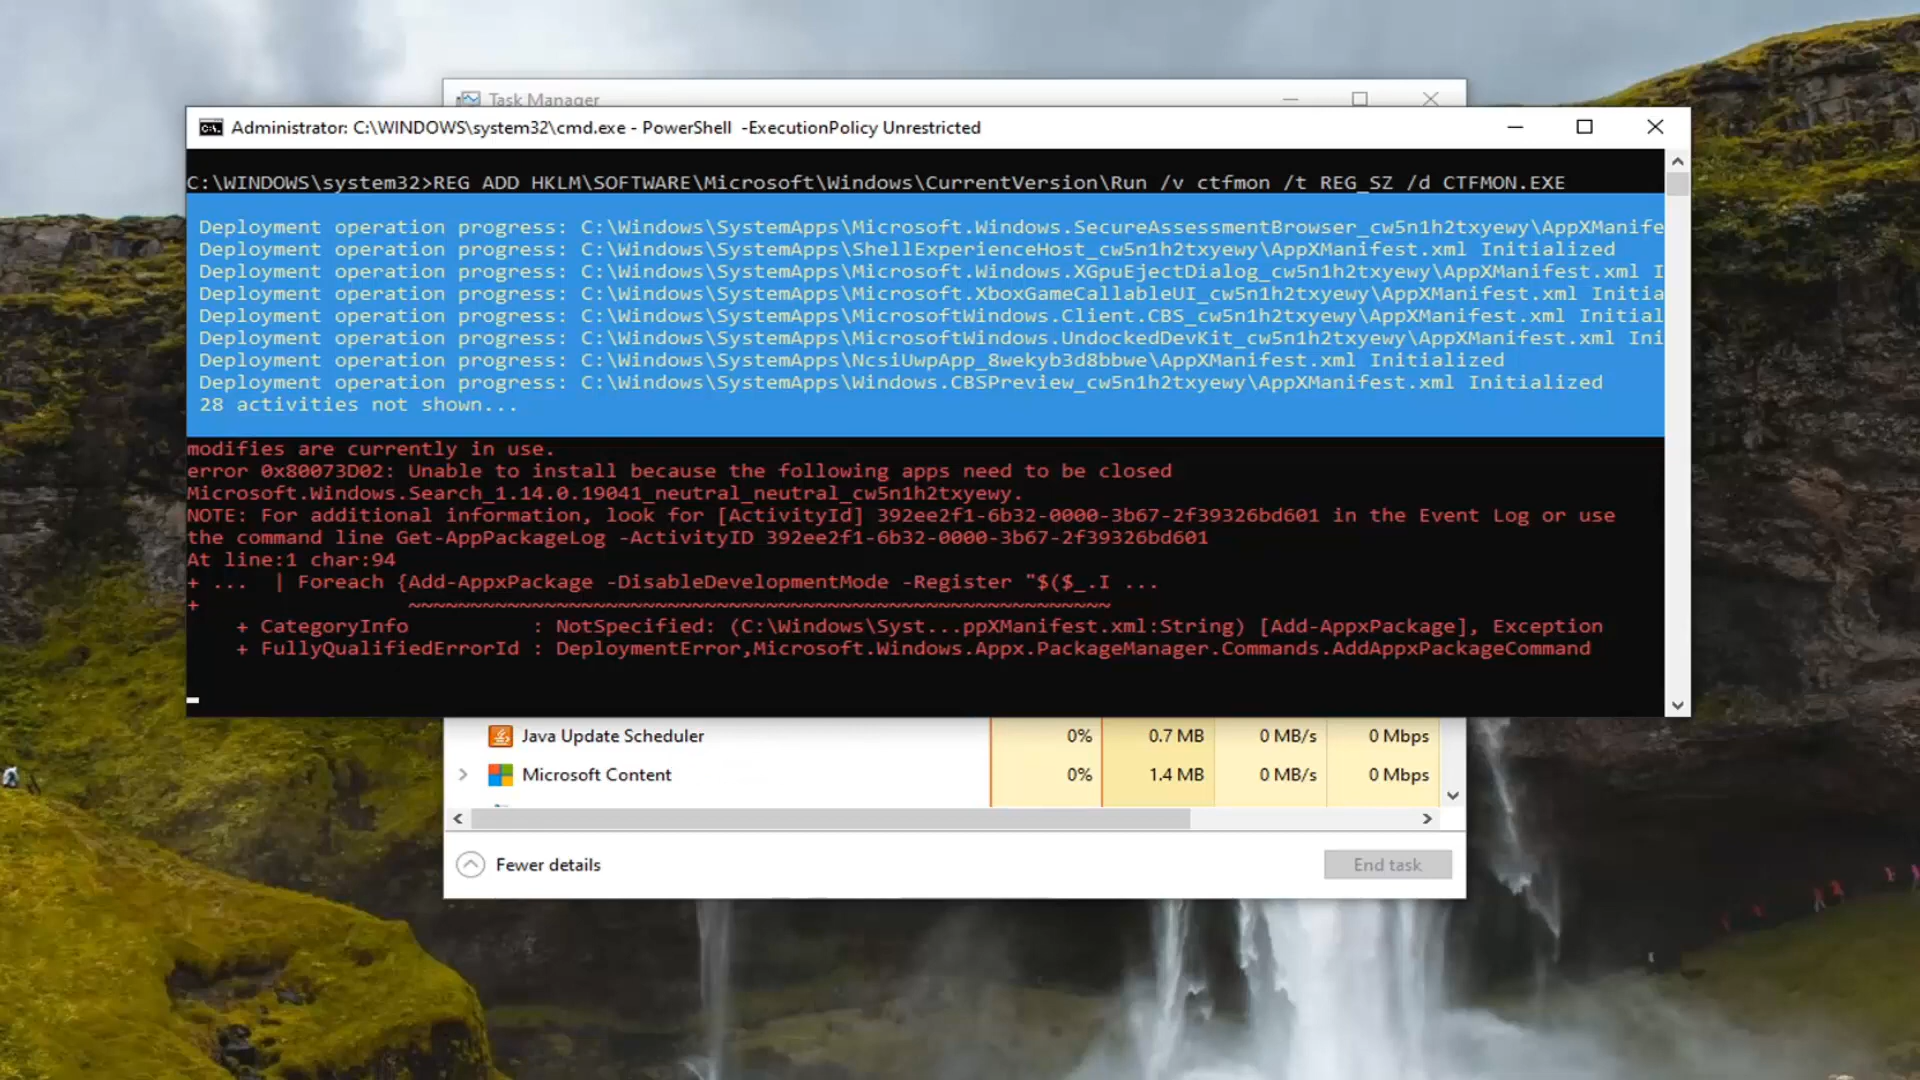 Task Manager
Administrator: C:\WINDOWS\system32\cmd.exe - PowerShell -ExecutionPolicy Unrestricted
C:\WINDOWS\system32>REG ADD HKLM\SOFTWARE\Microsoft\Windows\CurrentVersion\Run /v ctfmon /t REG_SZ /d CTFMON.EXE
Deployment operation progress: C:\Windows\SystemApps\Microsoft.Windows.SecureAssessmentBrowser_cw5n1h2txyewy\AppXManife
Deployment operation progress: C:\Windows\SystemApps\ShellExperienceHost_cw5n1h2txyewy\AppXManifest.xml Initialized
Deployment operation progress: C:\Windows\SystemApps\Microsoft.Windows.XGpuEjectDialog_cw5n1h2txyewy\AppXManifest.xml I
Deployment operation progress: C:\Windows\SystemApps\Microsoft.XboxGameCallableUI_cw5n1h2txyewy\AppXManifest.xml Initia
Deployment operation progress: C:\Windows\SystemApps\MicrosoftWindows.Client.CBS_cw5n1h2txyewy\AppXManifest.xml Initial
Deployment operation progress: C:\Windows\SystemApps\MicrosoftWindows.UndockedDevKit_cw5n1h2txyewy\AppXManifest.xml Ini
Deployment operation progress: C:\Windows\SystemApps\NcsiUwpApp_8wekyb3d8bbwe\AppXManifest.xml Initialized
Deployment operation progress: C:\Windows\SystemApps\Windows.CBSPreview_cw5n1h2txyewy\AppXManifest.xml Initialized
28 activities not shown...
modifies are currently in use.
error 0x80073D02: Unable to install because the following apps need to be closed
Microsoft.Windows.Search_1.14.0.19041_neutral_neutral_cw5n1h2txyewy.
NOTE: For additional information, look for [ActivityId] 392ee2f1-6b32-0000-3b67-2f39326bd601 in the Event Log or use
the command line Get-AppPackageLog -ActivityID 392ee2f1-6b32-0000-3b67-2f39326bd601
At line:1 char:94
+ ... | Foreach {Add-AppxPackage -DisableDevelopmentMode -Register "$($_.I ...
+ ~~~~~~~~~~~~~~~~~~~~~~~~~~~~~~~~~~~~~~~~~~~~~~~~~~~~~~~~~
+ CategoryInfo : NotSpecified: (C:\Windows\Syst...ppXManifest.xml:String) [Add-AppxPackage], Exception
+ FullyQualifiedErrorId : DeploymentError,Microsoft.Windows.Appx.PackageManager.Commands.AddAppxPackageCommand
Java Update Scheduler 0% 0.7 MB 0 MB/s 0 Mbps
Microsoft Content 0% 1.4 MB 0 MB/s 0 Mbps
Fewer details
End task